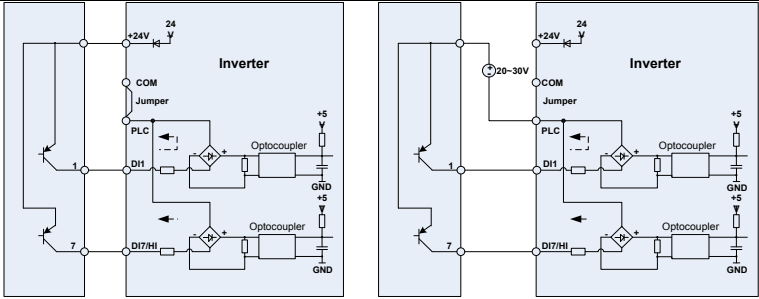 24
+24V
Inverter
COM
Jumper
+5
PLC
- +
Optocoupler
1
DI1
GND
+5
- +
Optocoupler
7
DI7/HI
GND
24
+24V
Inverter
20~30V
COM
Jumper
+5
PLC
- +
Optocoupler
1
DI1
GND
+5
- +
Optocoupler
7
DI7/HI
GND